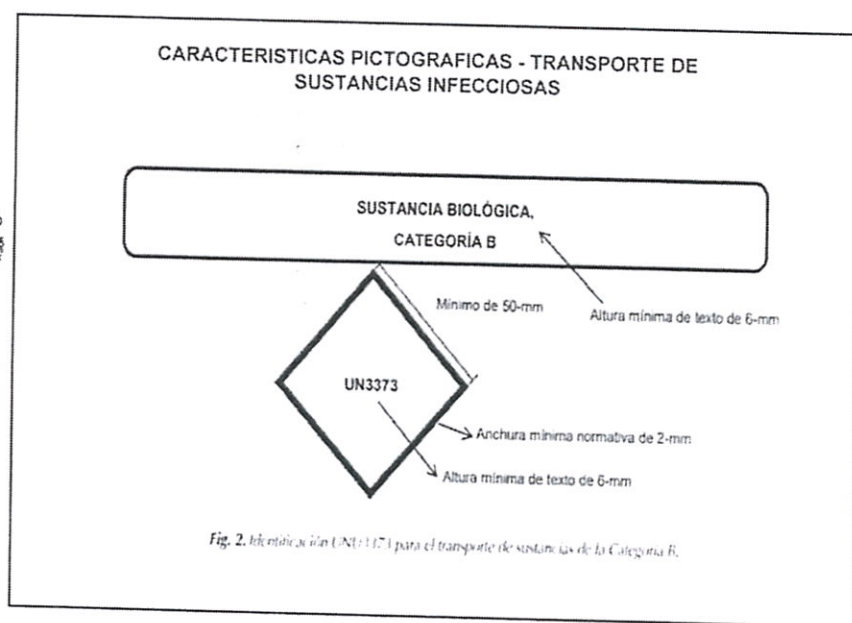 CARACTERISTICAS PICTOGRAFICAS - TRANSPORTE DE
SUSTANCIAS INFECCIOSAS
SUSTANCIA BIOLÓGICA,
CATEGORÍA B
Mínimo de 50-mm
Altura mínima de texto de 6-mm
UN3373
Anchura mínima normativa de 2-mm
Altura mínima de texto de 6-mm
Fig. 2. Identificación para el transporte de sustancias de la Categoría B.